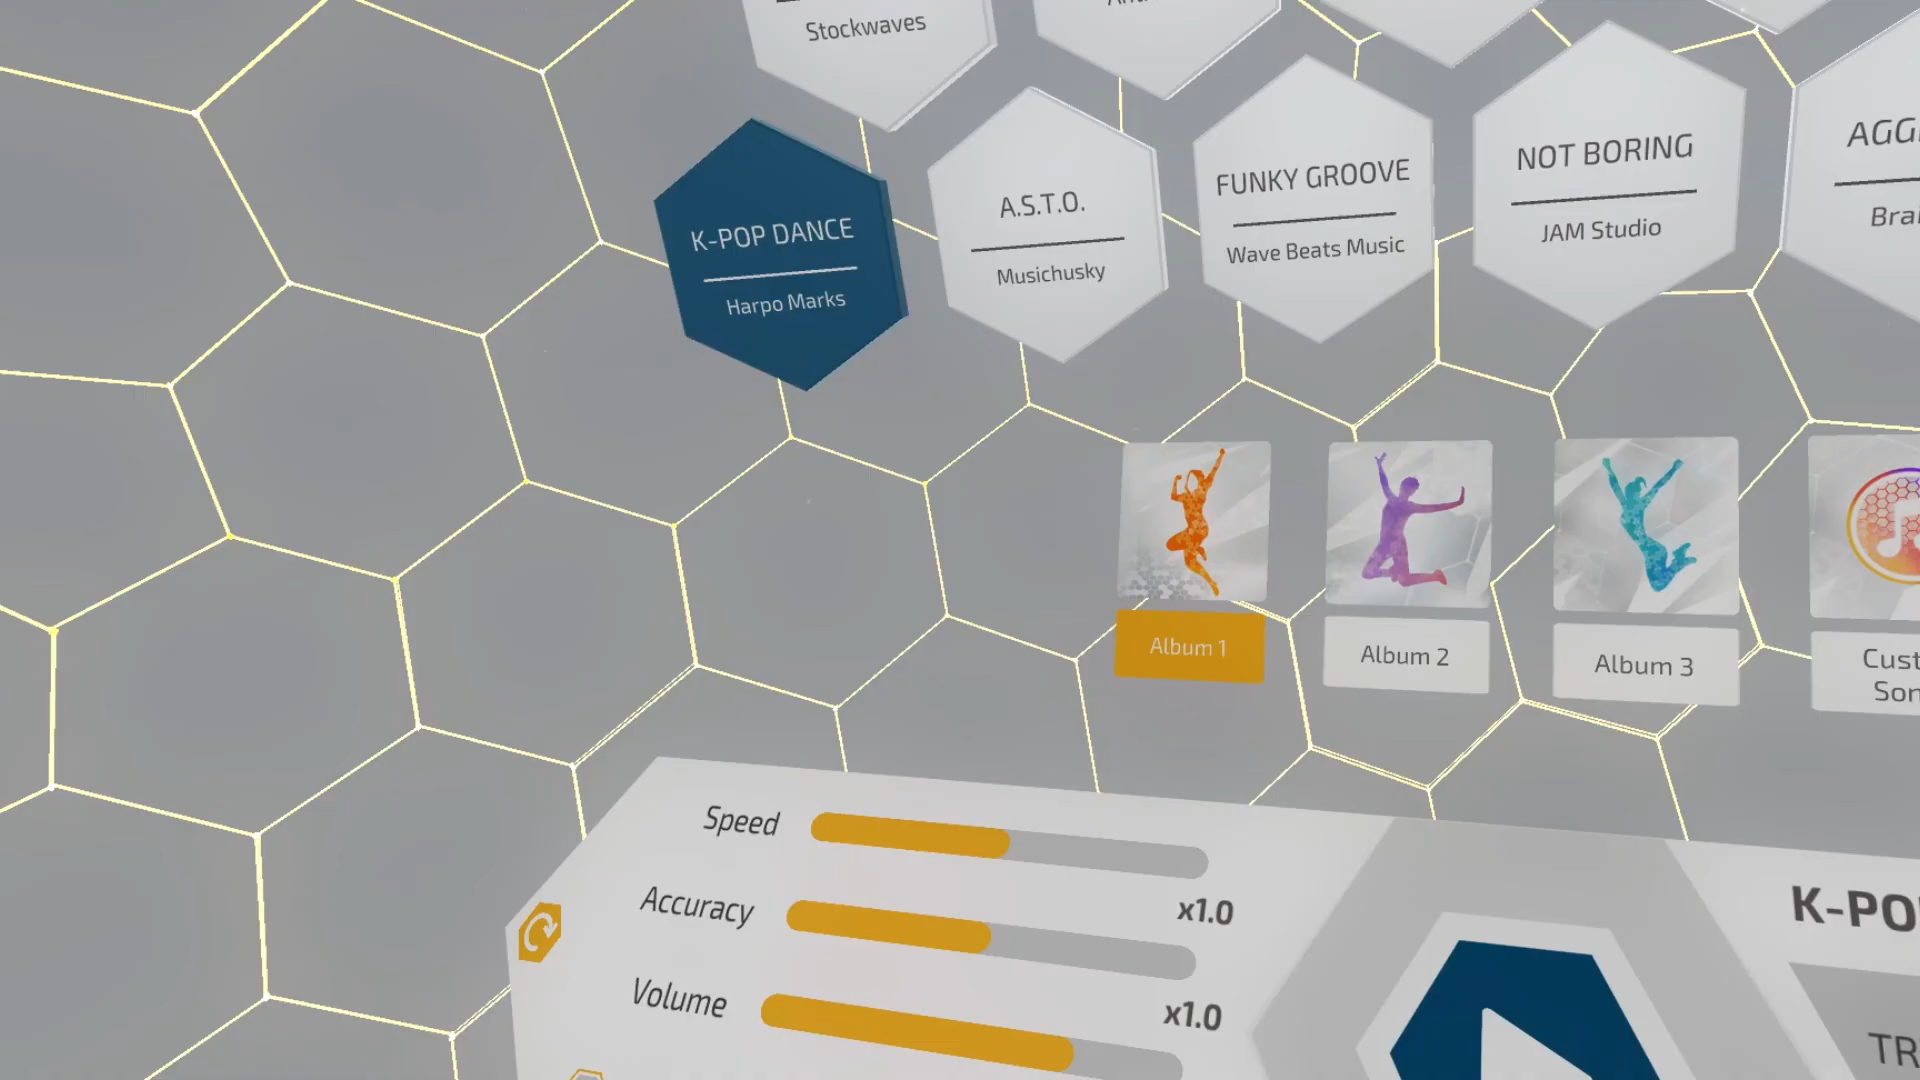 Stockwaves
K-POP DANCE
Harpo Marks
A.S.T.O.
Musichusky
FUNKY GROOVE
Wave Beats Music
NOT BORING
JAM Studio
Album 1
Album 2
Album 3
Speed
x1.0
Accuracy
x1.0
Volume